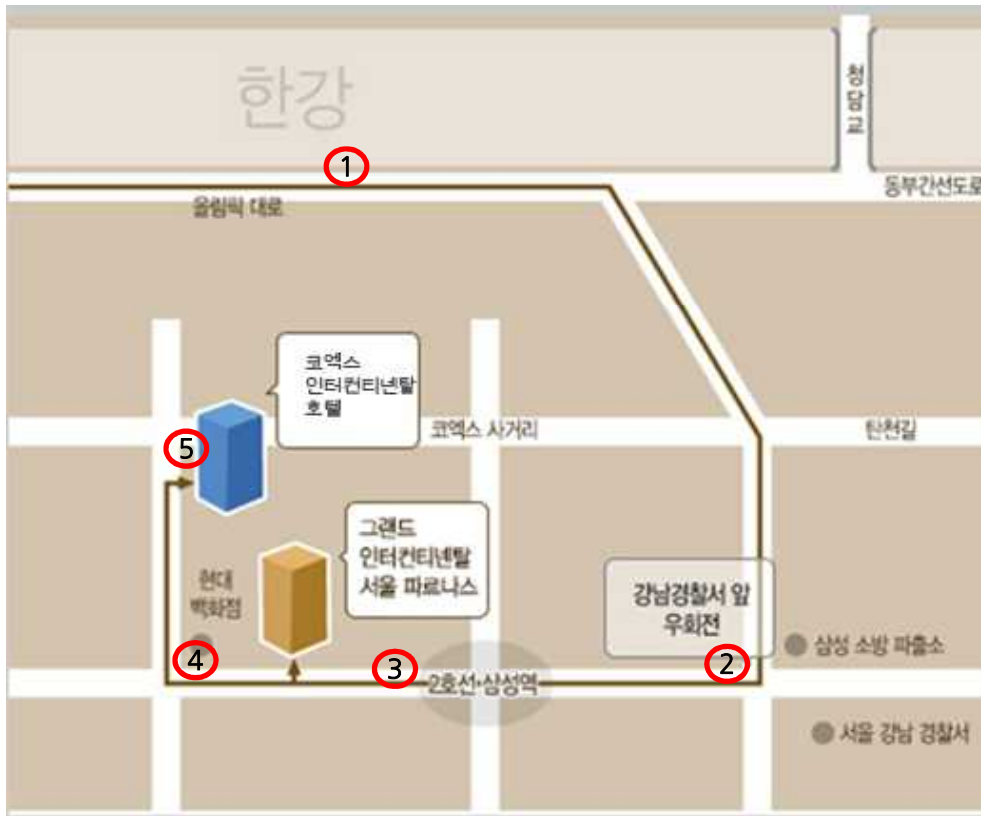 한강
청담교
1
동부간선도로
올림픽 대로
코엑스
인터컨티넨탈
호텔
코엑스 사거리
탄천길
5
그랜드
인터컨티넨탈
서울 파르나스
현대
백화점
강남경찰서 앞
우회전
삼성 소방 파출소
4
3
2
2호선·삼성역
서울 강남 경찰서